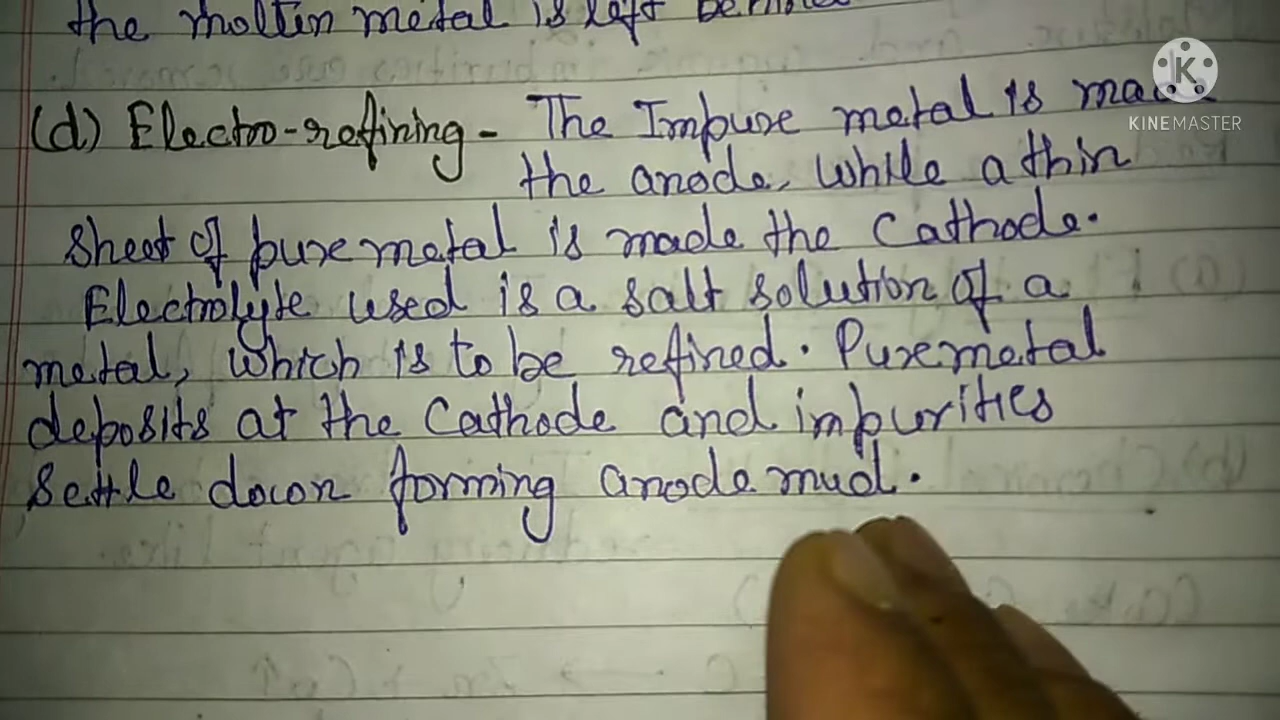 the molten metal is left behind
KINEMASTER
(d) Electro-refining - The Impure metal is made
the anode, while a thin
sheet of pure metal is made the Cathode.
Electrolyte used is a salt solution of a
metal, which is to be refined. Pure metal
deposits at the Cathode and impurities
Settle down forming anode mud.